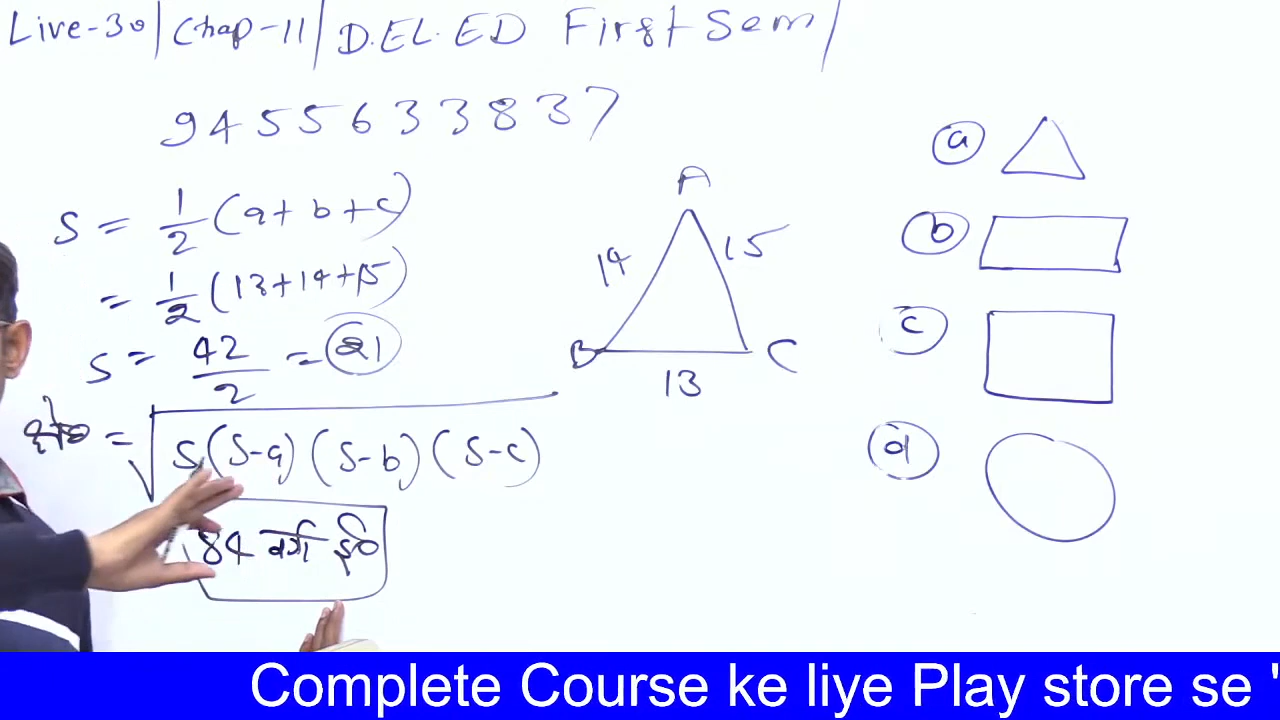 Live-30/Chap-11/D.EL.ED First Sem/
9455633837
S = 1/2 (a+b+c)
= 1/2 (13+14+15)
S = 42/2 = 21
= √S(S-a)(S-b)(S-c)
84 वर्ग ई०
A
14
15
B
C
13
a
b
c
d
Complete Course ke liye Play store se '